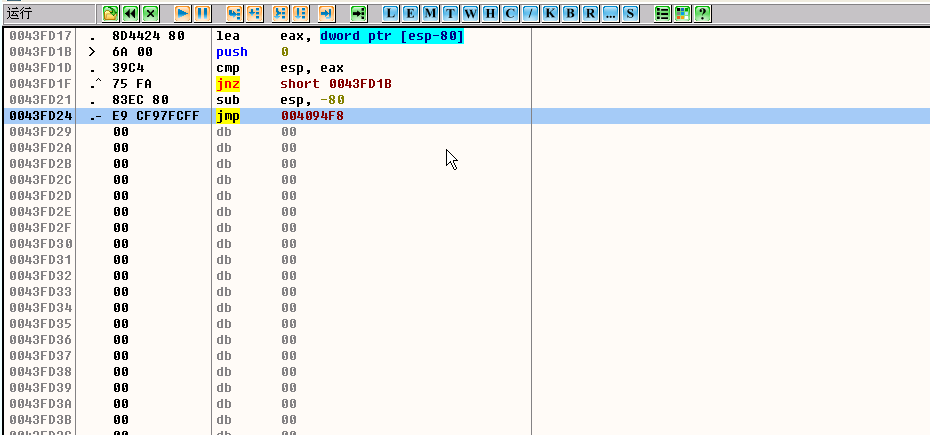 运行 L E M T W H C / K B R ... S ?
0043FD17 . 8D4424 80 lea eax, dword ptr [esp-80]
0043FD1B > 6A 00 push 0
0043FD1D . 39C4 cmp esp, eax
0043FD1F .^ 75 FA jnz short 0043FD1B
0043FD21 . 83EC 80 sub esp, -80
0043FD24 .- E9 CF97FCFF jmp 004094F8
0043FD29 00 db 00
0043FD2A 00 db 00
0043FD2B 00 db 00
0043FD2C 00 db 00
0043FD2D 00 db 00
0043FD2E 00 db 00
0043FD2F 00 db 00
0043FD30 00 db 00
0043FD31 00 db 00
0043FD32 00 db 00
0043FD33 00 db 00
0043FD34 00 db 00
0043FD35 00 db 00
0043FD36 00 db 00
0043FD37 00 db 00
0043FD38 00 db 00
0043FD39 00 db 00
0043FD3A 00 db 00
0043FD3B 00 db 00